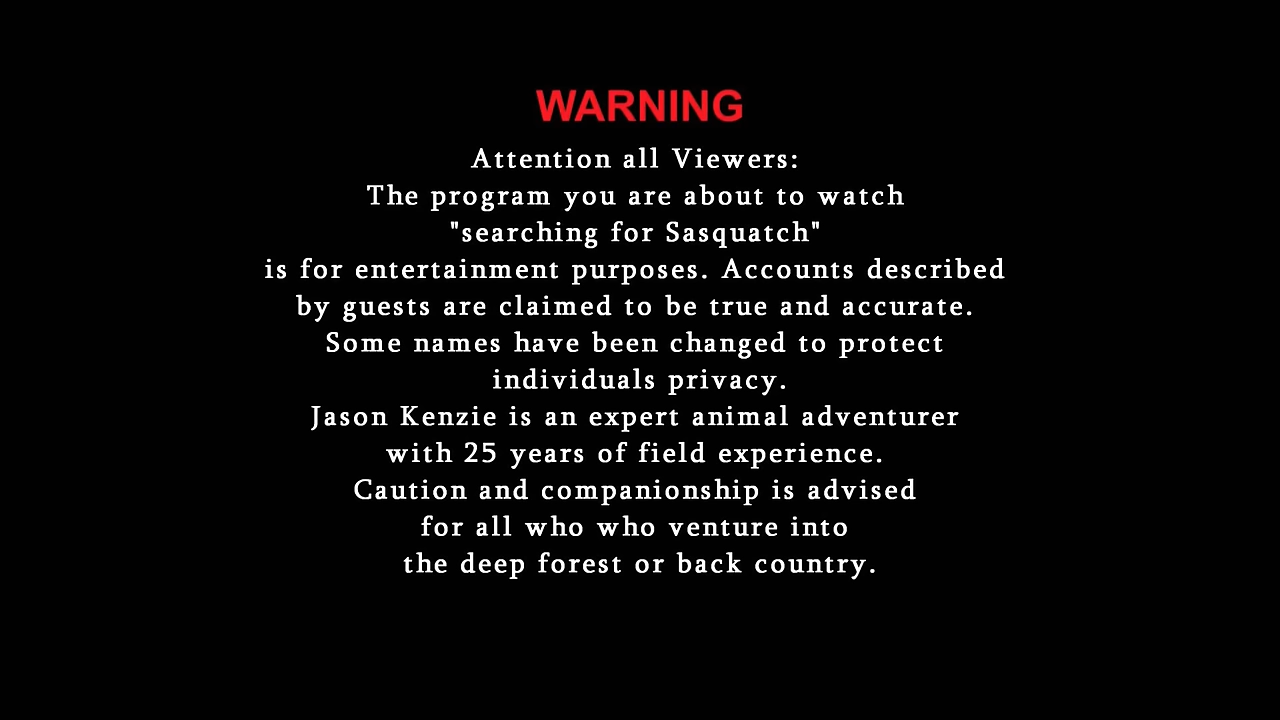 WARNING
Attention all Viewers:
The program you are about to watch
"searching for Sasquatch"
is for entertainment purposes. Accounts described
by guests are claimed to be true and accurate.
Some names have been changed to protect
individuals privacy.
Jason Kenzie is an expert animal adventurer
with 25 years of field experience.
Caution and companionship is advised
for all who who venture into
the deep forest or back country.